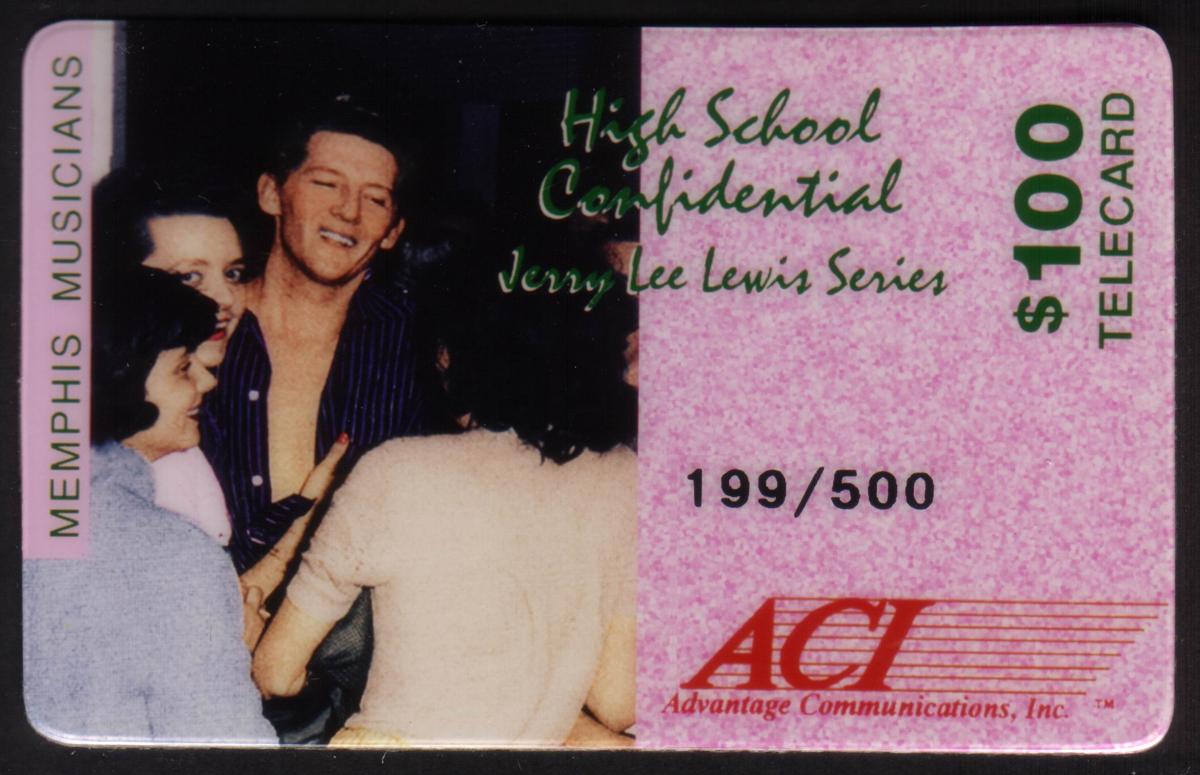 MEMPHIS MUSICIANS
High School
Confidential
Jerry Lee Lewis Series
$100
TELECARD
199/500
ACI
Advantage Communications, Inc. ™